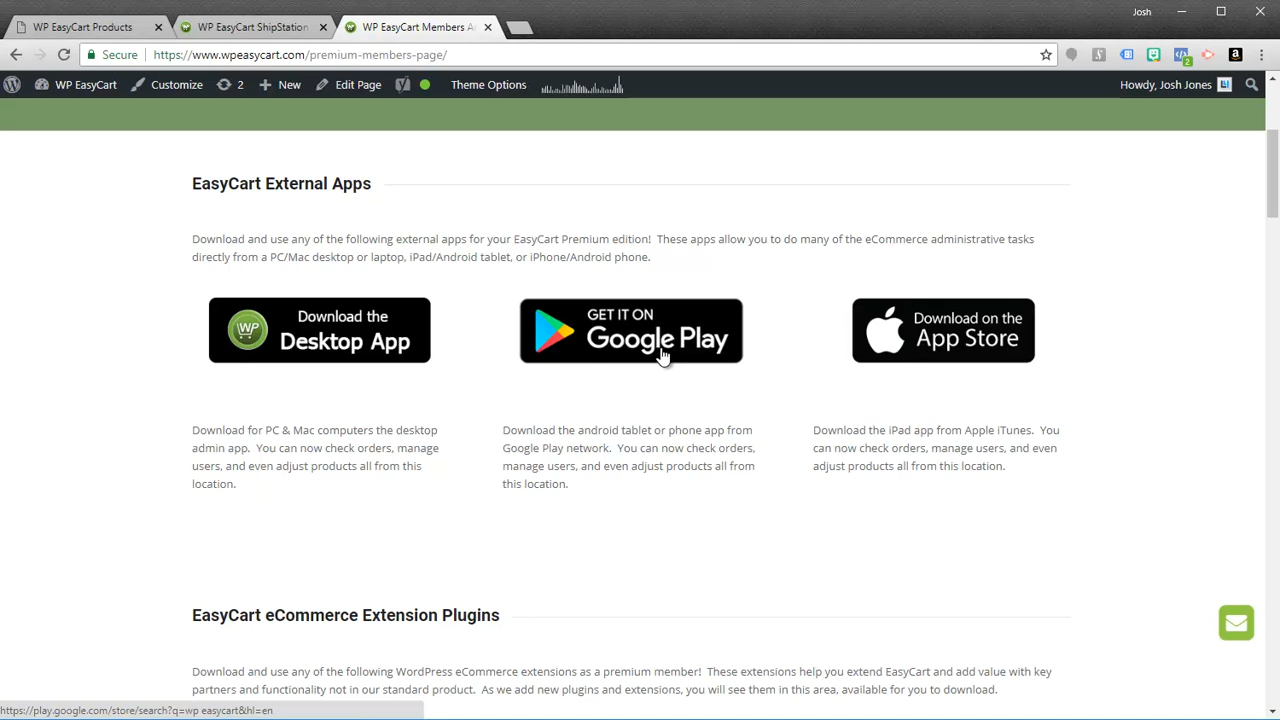 WP EasyCart Products
WP EasyCart ShipStation
WP EasyCart Members A
Josh
Secure
https://www.wpeasycart.com/premium-members-page/
2
WP EasyCart
Customize
2
New
Edit Page
Theme Options
Howdy, Josh Jones
EasyCart External Apps
Download and use any of the following external apps for your EasyCart Premium edition! These apps allow you to do many of the eCommerce administrative tasks
directly from a PC/Mac desktop or laptop, iPad/Android tablet, or iPhone/Android phone.
WP
Download the
Desktop App
GET IT ON
Google Play
Download on the
App Store
Download for PC & Mac computers the desktop
admin app. You can now check orders, manage
users, and even adjust products all from this
location.
Download the android tablet or phone app from
Google Play network. You can now check orders,
manage users, and even adjust products all from
this location.
Download the iPad app from Apple iTunes. You
can now check orders, manage users, and even
adjust products all from this location.
EasyCart eCommerce Extension Plugins
Download and use any of the following WordPress eCommerce extensions as a premium member! These extensions help you extend EasyCart and add value with key
partners and functionality not in our standard product. As we add new plugins and extensions, you will see them in this area, available for you to download.
https://play.google.com/store/search?q=wp easycart&hl=en